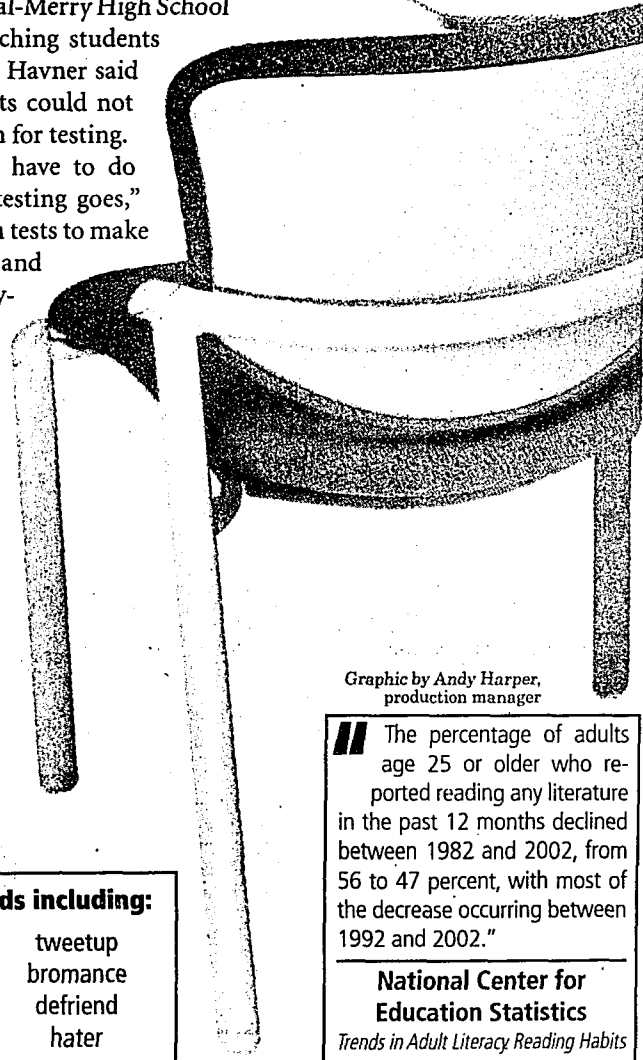 al-Merry High School
ching students
Havner said
ts could not
n for testing.
have to do
testing goes,"
n tests to make
and
y-
Graphic by Andy Harper,
production manager
" The percentage of adults
age 25 or older who re-
ported reading any literature
in the past 12 months declined
between 1982 and 2002, from
56 to 47 percent, with most of
the decrease occurring between
1992 and 2002."
National Center for
Education Statistics
Trends in Adult Literacy Reading Habits
ds including:
tweetup
bromance
defriend
hater